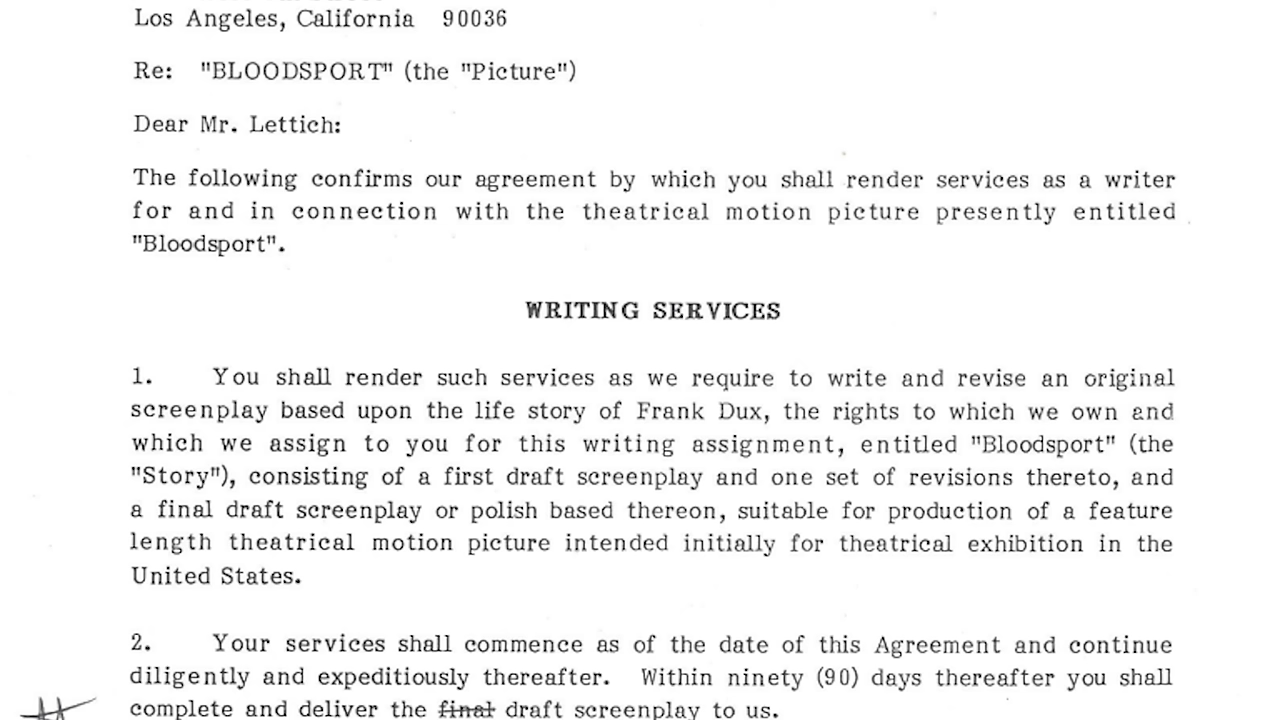 Los Angeles, California 90036
Re: "BLOODSPORT" (the "Picture")
Dear Mr. Lettich:
The following confirms our agreement by which you shall render services as a writer
for and in connection with the theatrical motion picture presently entitled
"Bloodsport".
WRITING SERVICES
1. You shall render such services as we require to write and revise an original
screenplay based upon the life story of Frank Dux, the rights to which we own and
which we assign to you for this writing assignment, entitled "Bloodsport" (the
"Story"), consisting of a first draft screenplay and one set of revisions thereto, and
a final draft screenplay or polish based thereon, suitable for production of a feature
length theatrical motion picture intended initially for theatrical exhibition in the
United States.
2. Your services shall commence as of the date of this Agreement and continue
diligently and expeditiously thereafter. Within ninety (90) days thereafter you shall
complete and deliver the final draft screenplay to us.